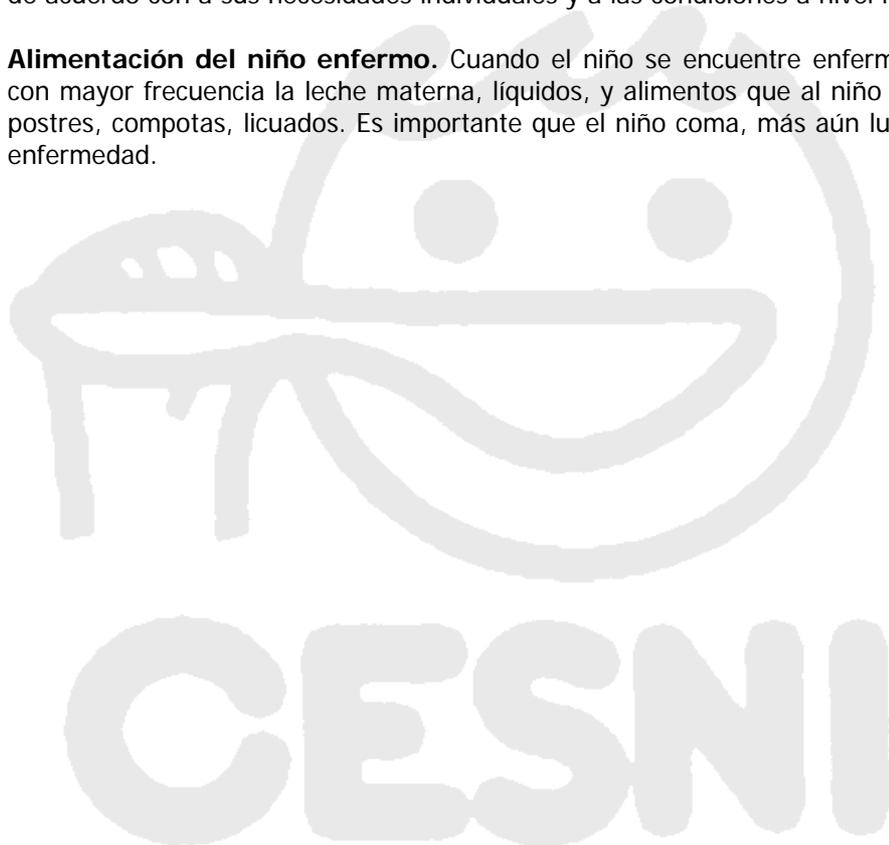 de acuerdo con a sus necesidades individuales y a las condiciones a nivel
Alimentación del niño enfermo. Cuando el niño se encuentre enferm
con mayor frecuencia la leche materna, líquidos, y alimentos que al niño
postres, compotas, licuados. Es importante que el niño coma, más aún lu
enfermedad.
CESNI